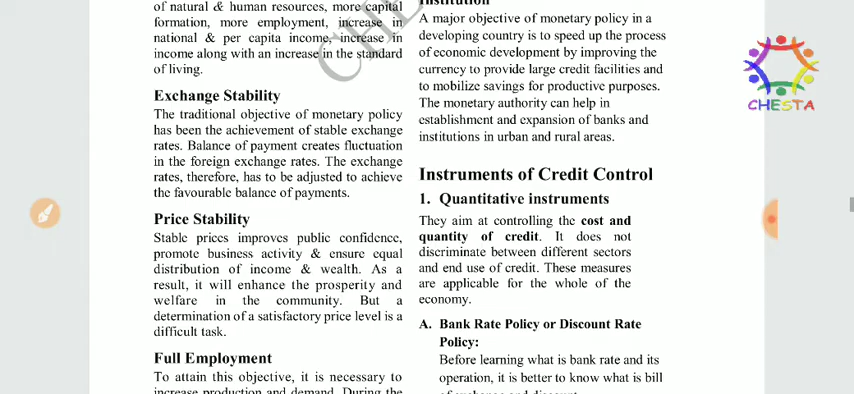 of natural & human resources, more capital
formation, more employment, increase in
national & per capita income, increase in
income along with an increase in the standard
of living.
Exchange Stability
The traditional objective of monetary policy
has been the achievement of stable exchange
rates. Balance of payment creates fluctuation
in the foreign exchange rates. The exchange
rates, therefore, has to be adjusted to achieve
the favourable balance of payments.
Price Stability
Stable prices improves public confidence,
promote business activity & ensure equal
distribution of income & wealth. As a
result, it will enhance the prosperity and
welfare in the community. But a
determination of a satisfactory price level is a
difficult task.
Full Employment
To attain this objective, it is necessary to
increase production and demand. During the
Institution
A major objective of monetary policy in a
developing country is to speed up the process
of economic development by improving the
currency to provide large credit facilities and
to mobilize savings for productive purposes.
The monetary authority can help in
establishment and expansion of banks and
institutions in urban and rural areas.
Instruments of Credit Control
1. Quantitative instruments
They aim at controlling the cost and
quantity of credit. It does not
discriminate between different sectors
and end use of credit. These measures
are applicable for the whole of the
economy.
A. Bank Rate Policy or Discount Rate
Policy:
Before learning what is bank rate and its
operation, it is better to know what is bill
of exchange and discount
CHE
CHESTA